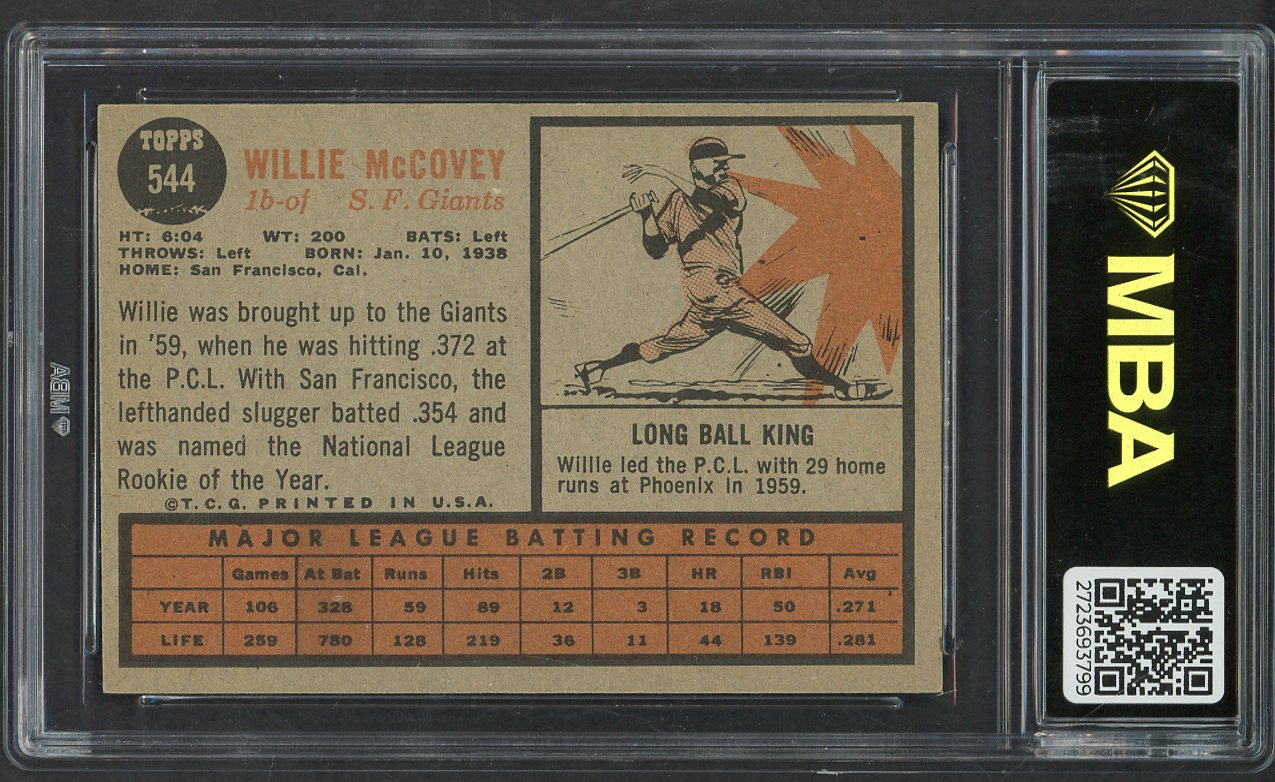 TOPPS
544
WILLIE McCOVEY
1b-of S. F. Giants
HT: 6:04 WT: 200 BATS: Left
THROWS: Left BORN: Jan. 10, 1938
HOME: San Francisco, Cal.
Willie was brought up to the Giants
in '59, when he was hitting .372 at
the P.C.L. With San Francisco, the
lefthanded slugger batted .354 and
was named the National League
Rookie of the Year.
©T. C. G. PRINTED IN U.S.A.
LONG BALL KING
Willie led the P.C.L. with 29 home
runs at Phoenix in 1959.
MAJOR LEAGUE BATTING RECORD
Games At Bat Runs Hits 2B 3B HR RBI Avg
YEAR 106 328 59 89 12 3 18 50 .271
LIFE 259 780 128 219 36 11 44 139 .281
MBA
MBA
2723693799